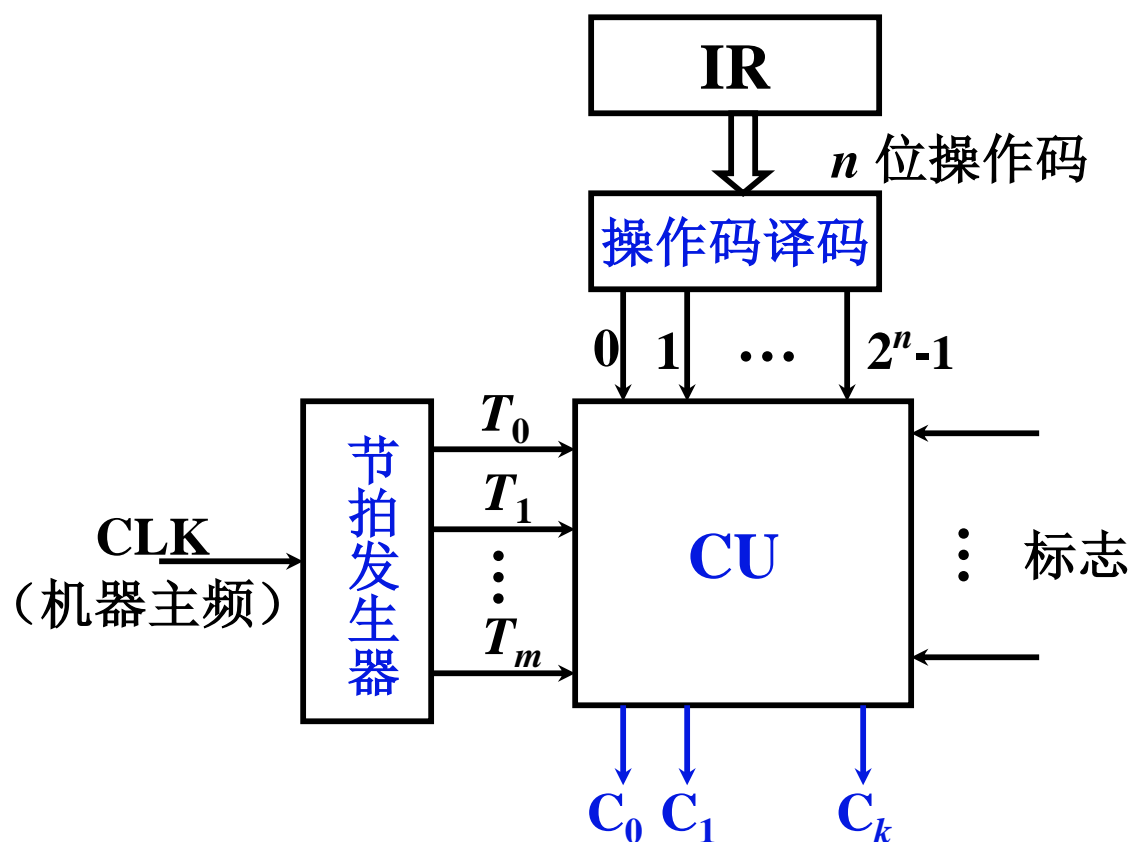 IR
n 位操作码
操作码译码
0 1 … 2ⁿ-1
节拍发生器
T₀
T₁
⋮
Tₘ
CLK
（机器主频）
CU
⋮ 标志
C₀ C₁ Cₖ